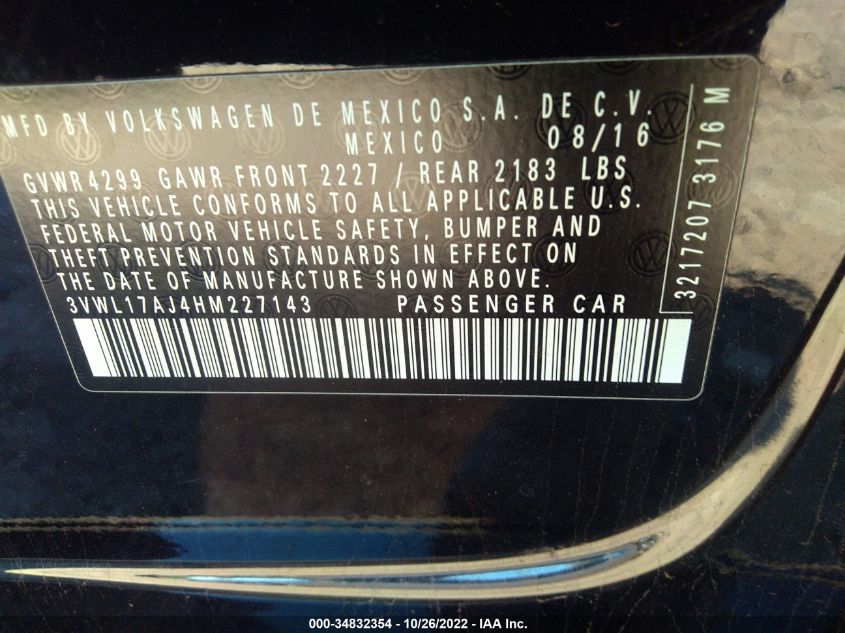 MFD BY VOLKSWAGEN DE MEXICO S.A. DE C.V.
MEXICO 08/16
GVWR 4299 GAWR FRONT 2227 / REAR 2183 LBS
THIS VEHICLE CONFORMS TO ALL APPLICABLE U.S.
FEDERAL MOTOR VEHICLE SAFETY, BUMPER AND
THEFT PREVENTION STANDARDS IN EFFECT ON
THE DATE OF MANUFACTURE SHOWN ABOVE.
3VWL17AJ4HM227143 PASSENGER CAR
3217207 3176 M
000-34832354 - 10/26/2022 - IAA Inc.